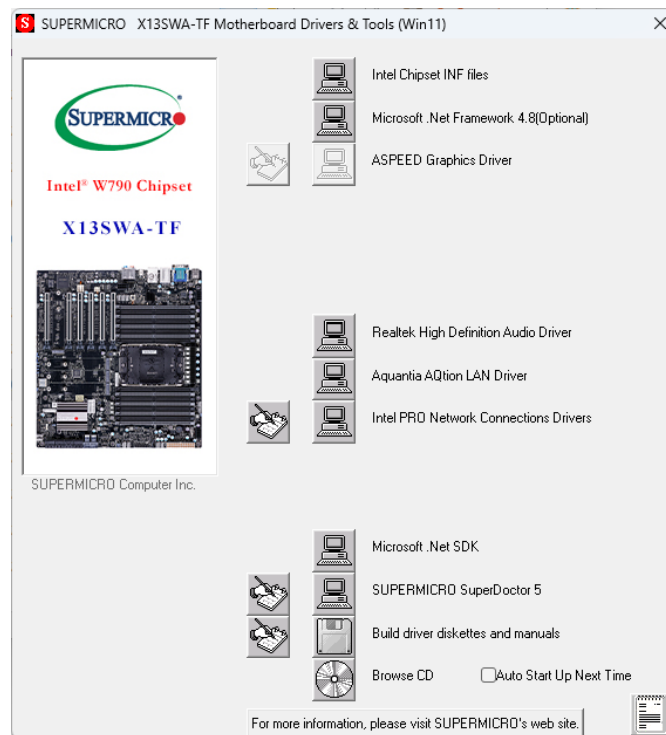 SUPERMICRO X13SWA-TF Motherboard Drivers & Tools (Win11)
SUPERMICRO
Intel® W790 Chipset
X13SWA-TF
SUPERMICRO Computer Inc.
Intel Chipset INF files
Microsoft .Net Framework 4.8(Optional)
ASPEED Graphics Driver
Realtek High Definition Audio Driver
Aquantia AQtion LAN Driver
Intel PRO Network Connections Drivers
Microsoft .Net SDK
SUPERMICRO SuperDoctor 5
Build driver diskettes and manuals
Browse CD Auto Start Up Next Time
For more information, please visit SUPERMICRO's web site.